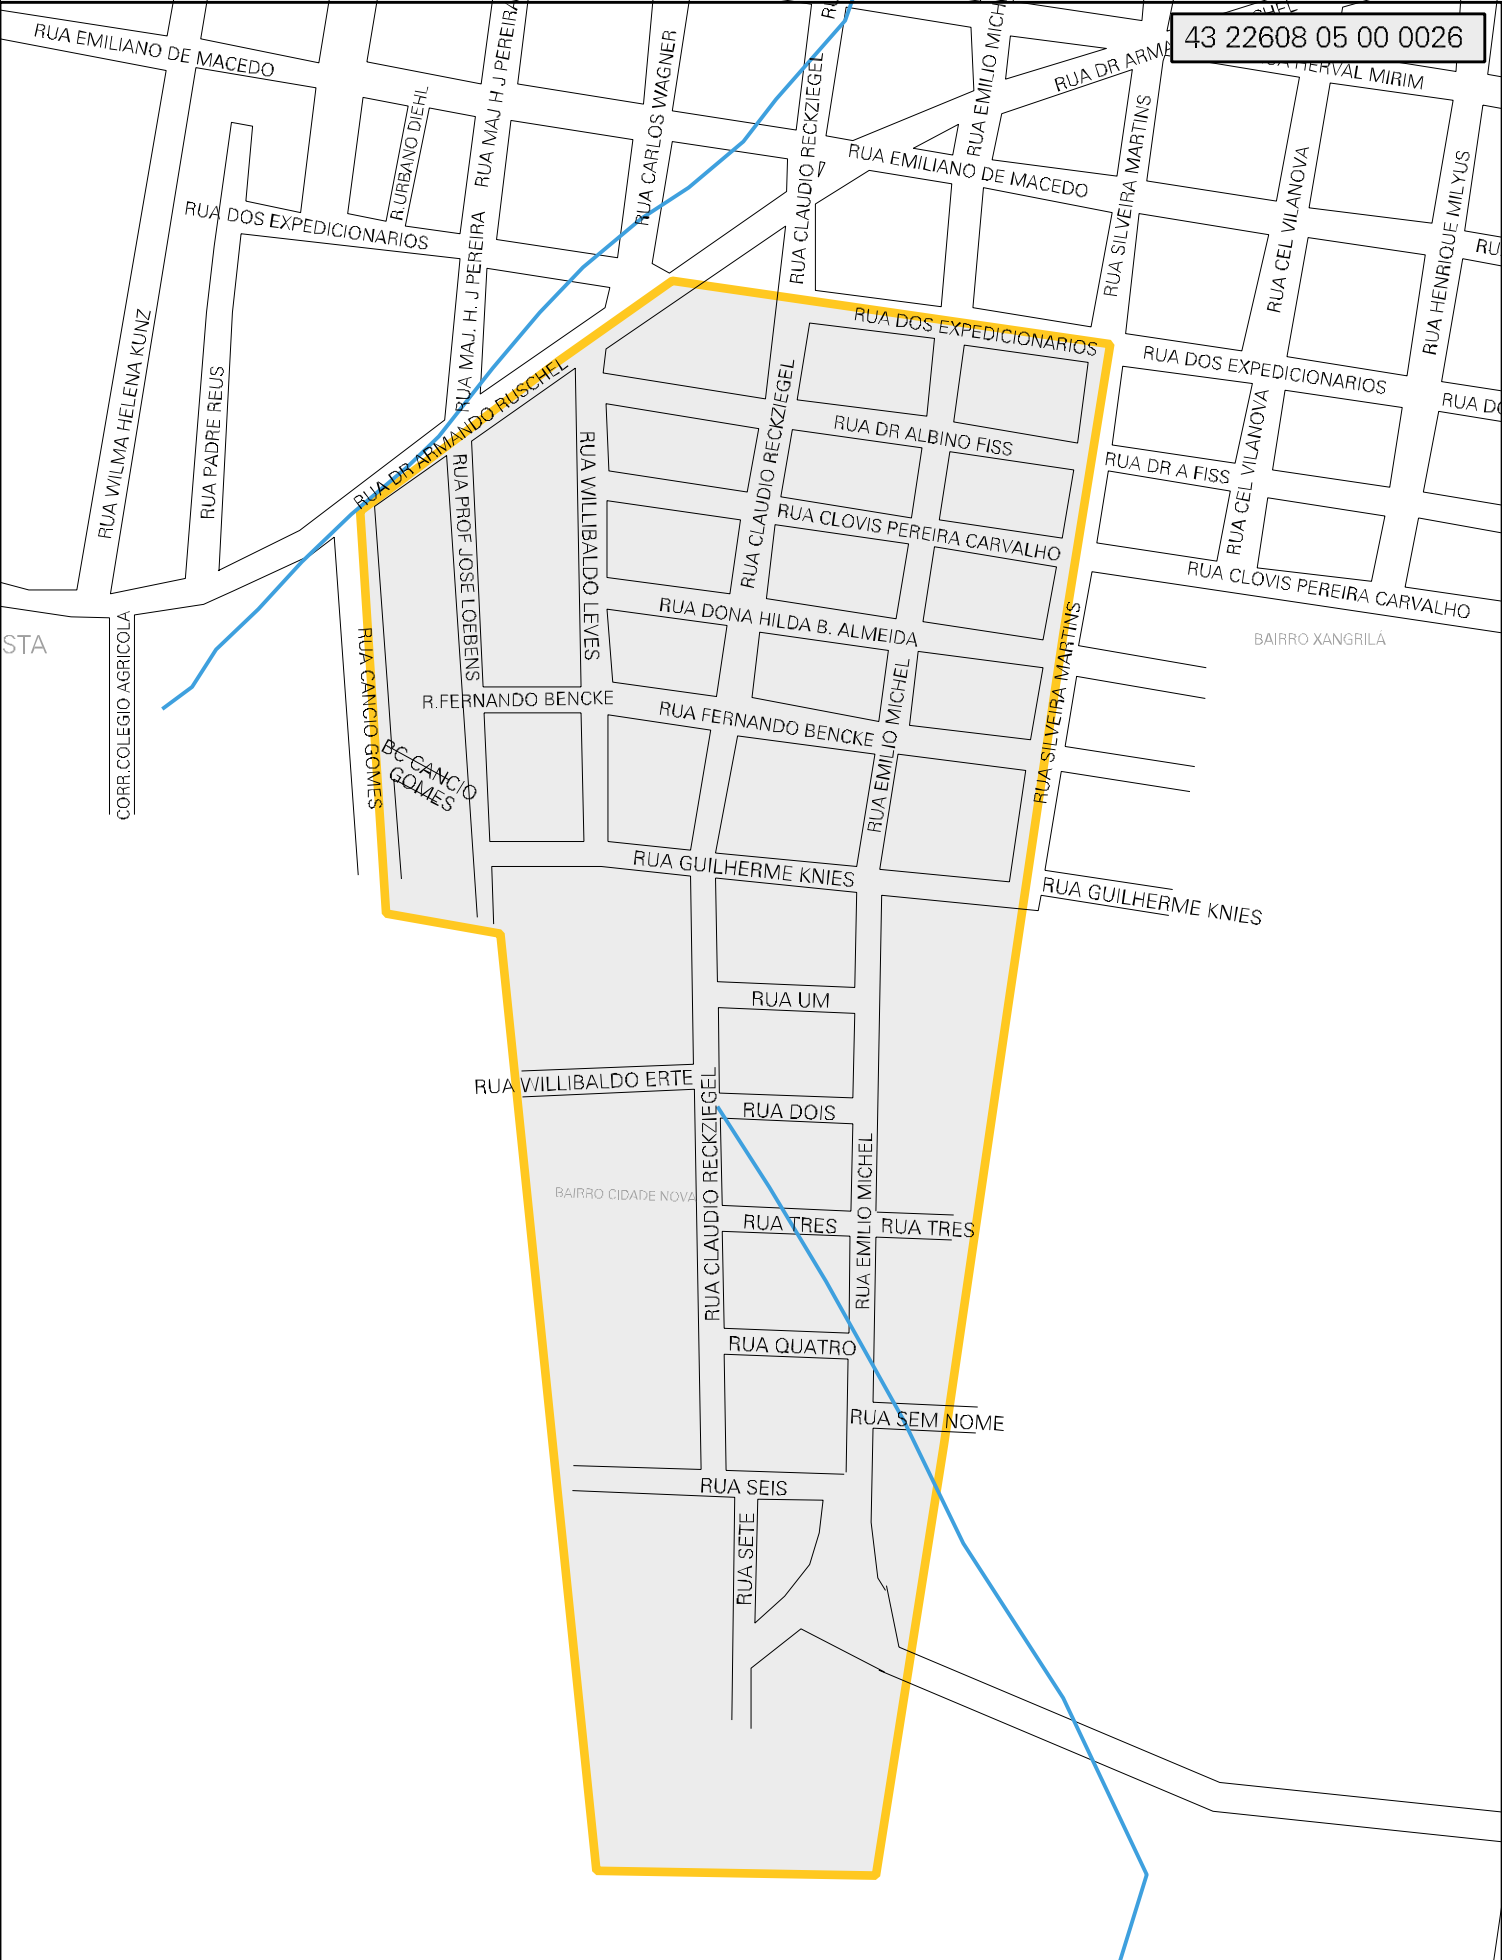 43 22608 05 00 0026
RUA EMILIANO DE MACEDO
RUA MAJ H J PEREIRA
RUA CARLOS WAGNER
RUA CLAUDIO RECKZIEGEL
RUA EMILIO MICH
RUA DR ARMA
CHEL
HERVAL MIRIM
R.URBANO DIEHL
RUA EMILIANO DE MACEDO
RUA SILVEIRA MARTINS
RUA CEL VILANOVA
RUA HENRIQUE MILYUS
RU
RUA DOS EXPEDICIONARIOS
RUA MAJ. H. J PEREIRA
RUA WILMA HELENA KUNZ
RUA PADRE REUS
RUA DOS EXPEDICIONARIOS
RUA DOS EXPEDICIONARIOS
RUA DO
RUA DR ARMANDO RUSCHEL
RUA CLAUDIO RECKZIEGEL
RUA DR ALBINO FISS
RUA DR A FISS
RUA CEL VILANOVA
RUA PROF JOSE LOEBENS
RUA WILLIBALDO LEVES
RUA CLOVIS PEREIRA CARVALHO
RUA CLOVIS PEREIRA CARVALHO
RUA DONA HILDA B. ALMEIDA
RUA SILVEIRA MARTINS
BAIRRO XANGRILÁ
STA
CORR.COLEGIO AGRICOLA
RUA CANCIO GOMES
R.FERNANDO BENCKE
RUA FERNANDO BENCKE
RUA EMILIO MICHEL
BC CANCIO
GOMES
RUA GUILHERME KNIES
RUA GUILHERME KNIES
RUA UM
RUA WILLIBALDO ERTE
RUA CLAUDIO RECKZIEGEL
RUA DOIS
RUA EMILIO MICHEL
BAIRRO CIDADE NOVA
RUA TRES
RUA TRES
RUA QUATRO
RUA SEM NOME
RUA SEIS
RUA SETE